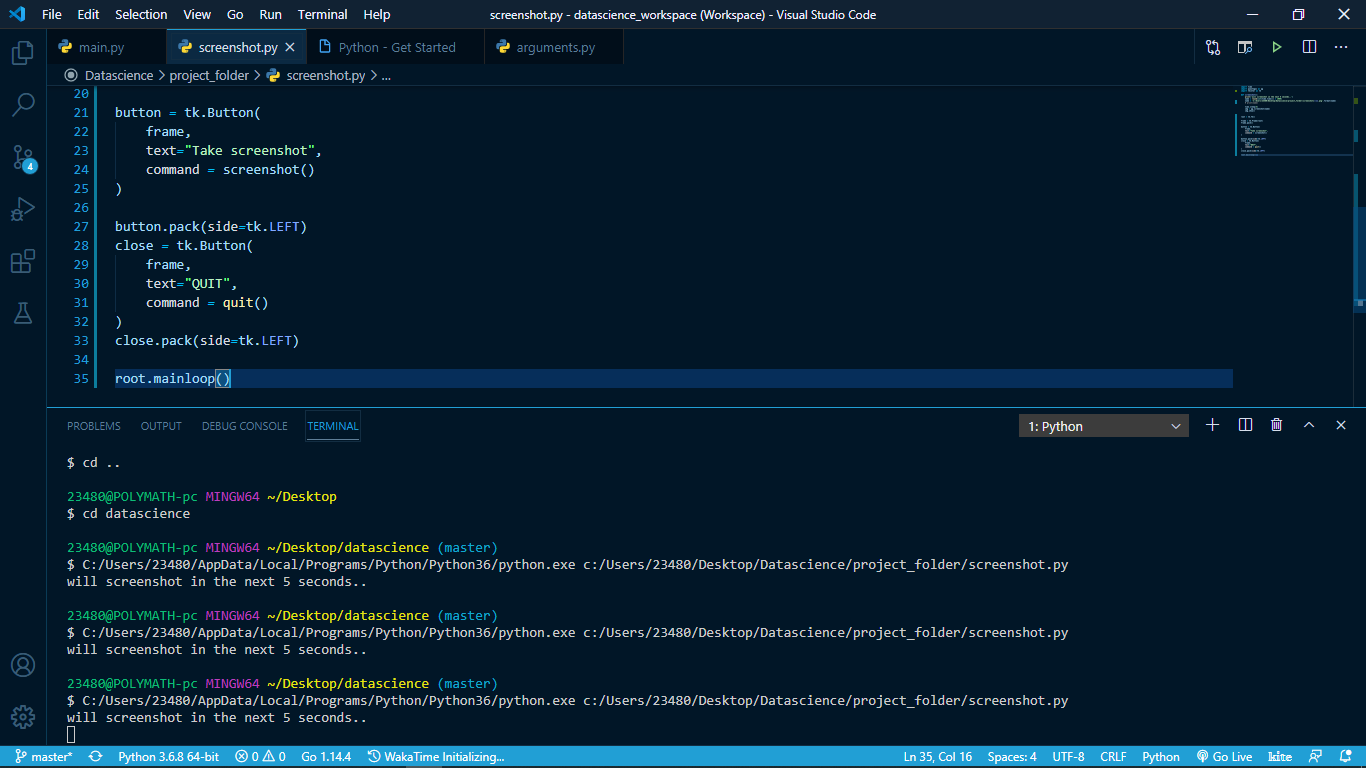 File Edit Selection View Go Run Terminal Help screenshot.py - datascience_workspace (Workspace) - Visual Studio Code
main.py screenshot.py Python - Get Started arguments.py
Datascience > project_folder > screenshot.py > ...
20
21 button = tk.Button(
22 frame,
23 text="Take screenshot",
24 command = screenshot()
25 )
26
27 button.pack(side=tk.LEFT)
28 close = tk.Button(
29 frame,
30 text="QUIT",
31 command = quit()
32 )
33 close.pack(side=tk.LEFT)
34
35 root.mainloop()
4
PROBLEMS OUTPUT DEBUG CONSOLE TERMINAL 1: Python
$ cd ..
23480@POLYMATH-pc MINGW64 ~/Desktop
$ cd datascience
23480@POLYMATH-pc MINGW64 ~/Desktop/datascience (master)
$ C:/Users/23480/AppData/Local/Programs/Python/Python36/python.exe c:/Users/23480/Desktop/Datascience/project_folder/screenshot.py
will screenshot in the next 5 seconds..
23480@POLYMATH-pc MINGW64 ~/Desktop/datascience (master)
$ C:/Users/23480/AppData/Local/Programs/Python/Python36/python.exe c:/Users/23480/Desktop/Datascience/project_folder/screenshot.py
will screenshot in the next 5 seconds..
23480@POLYMATH-pc MINGW64 ~/Desktop/datascience (master)
$ C:/Users/23480/AppData/Local/Programs/Python/Python36/python.exe c:/Users/23480/Desktop/Datascience/project_folder/screenshot.py
will screenshot in the next 5 seconds..
master* Python 3.6.8 64-bit 0 0 Go 1.14.4 WakaTime Initializing... Ln 35, Col 16 Spaces: 4 UTF-8 CRLF Python Go Live kite